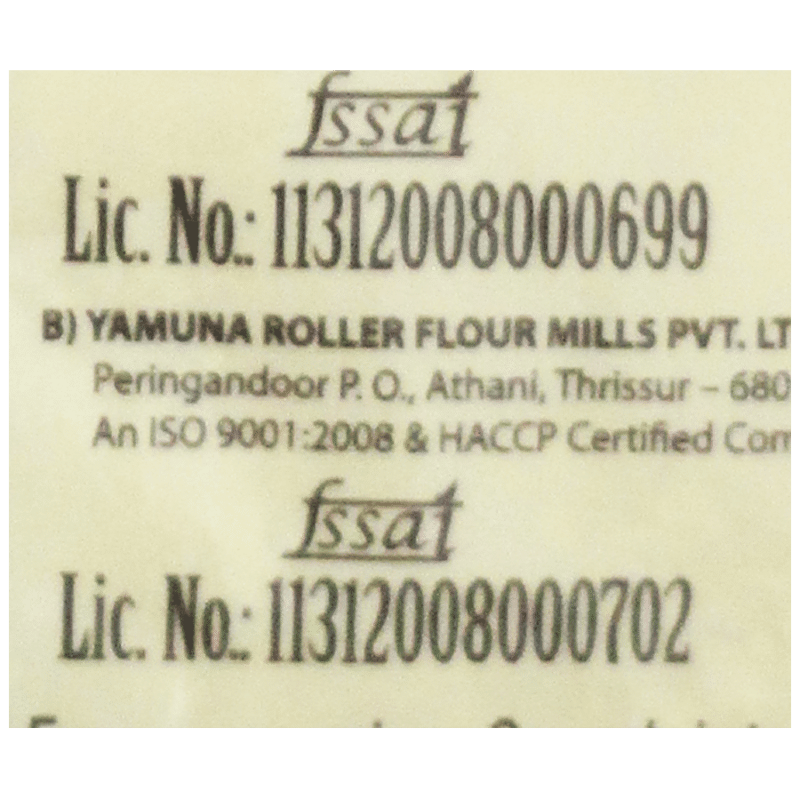 fssai
Lic. No.: 11312008000699
B) YAMUNA ROLLER FLOUR MILLS PVT. LT
Peringandoor P. O., Athani, Thrissur – 680
An ISO 9001:2008 & HACCP Certified Com
fssai
Lic. No.: 11312008000702